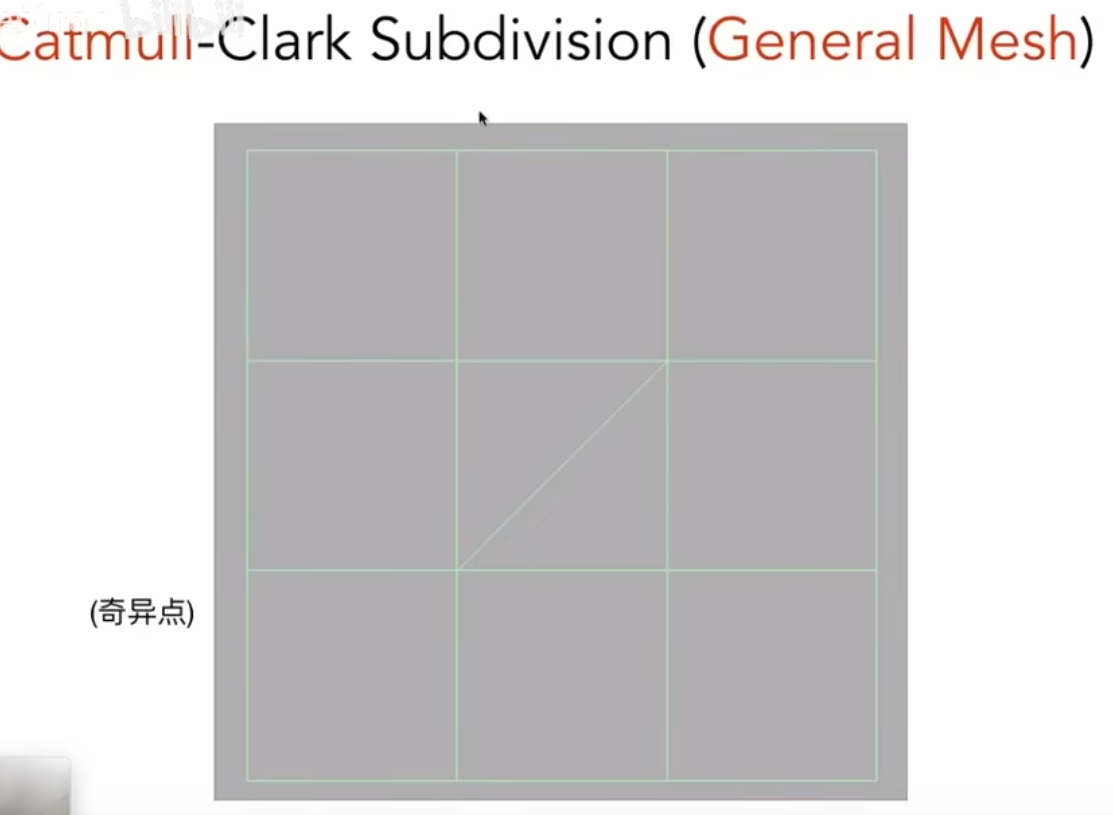 Catmull-Clark Subdivision (General Mesh)
(奇异点)